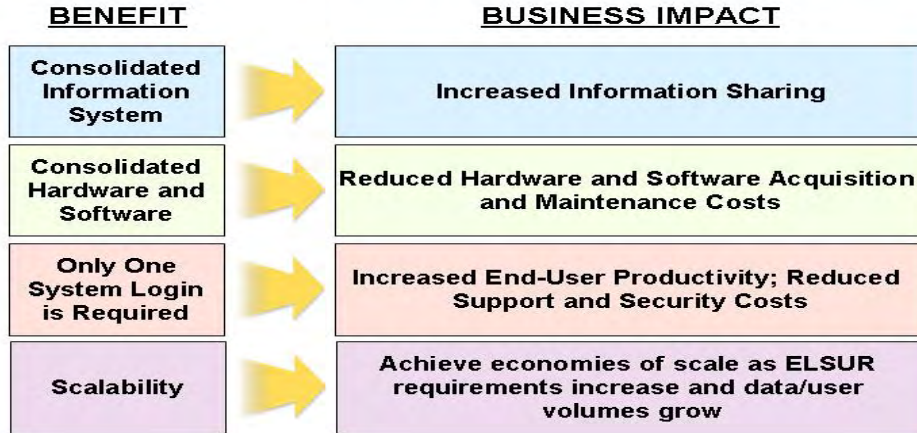 BENEFIT
BUSINESS IMPACT
Consolidated
Information
System
Increased Information Sharing
Consolidated
Hardware and
Software
Reduced Hardware and Software Acquisition
and Maintenance Costs
Only One
System Login
is Required
Increased End-User Productivity; Reduced
Support and Security Costs
Scalability
Achieve economies of scale as ELSUR
requirements increase and data/user
volumes grow